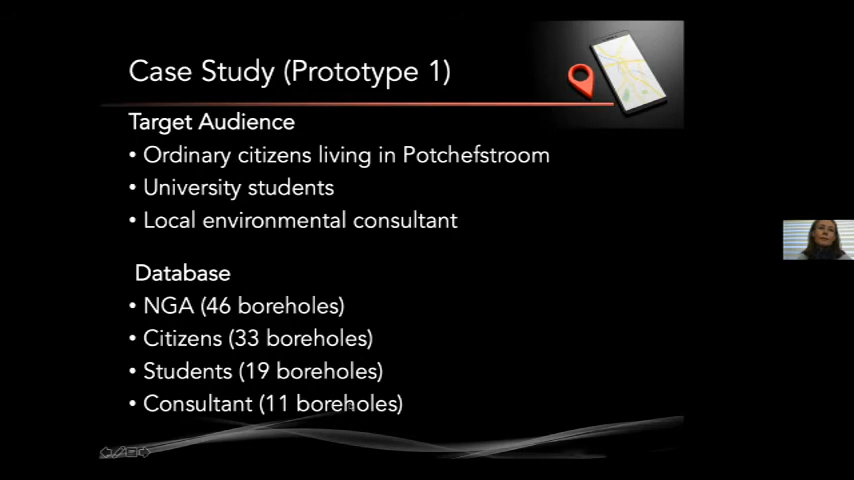 Case Study (Prototype 1)
Target Audience
• Ordinary citizens living in Potchefstroom
• University students
• Local environmental consultant
Database
• NGA (46 boreholes)
• Citizens (33 boreholes)
• Students (19 boreholes)
• Consultant (11 boreholes)